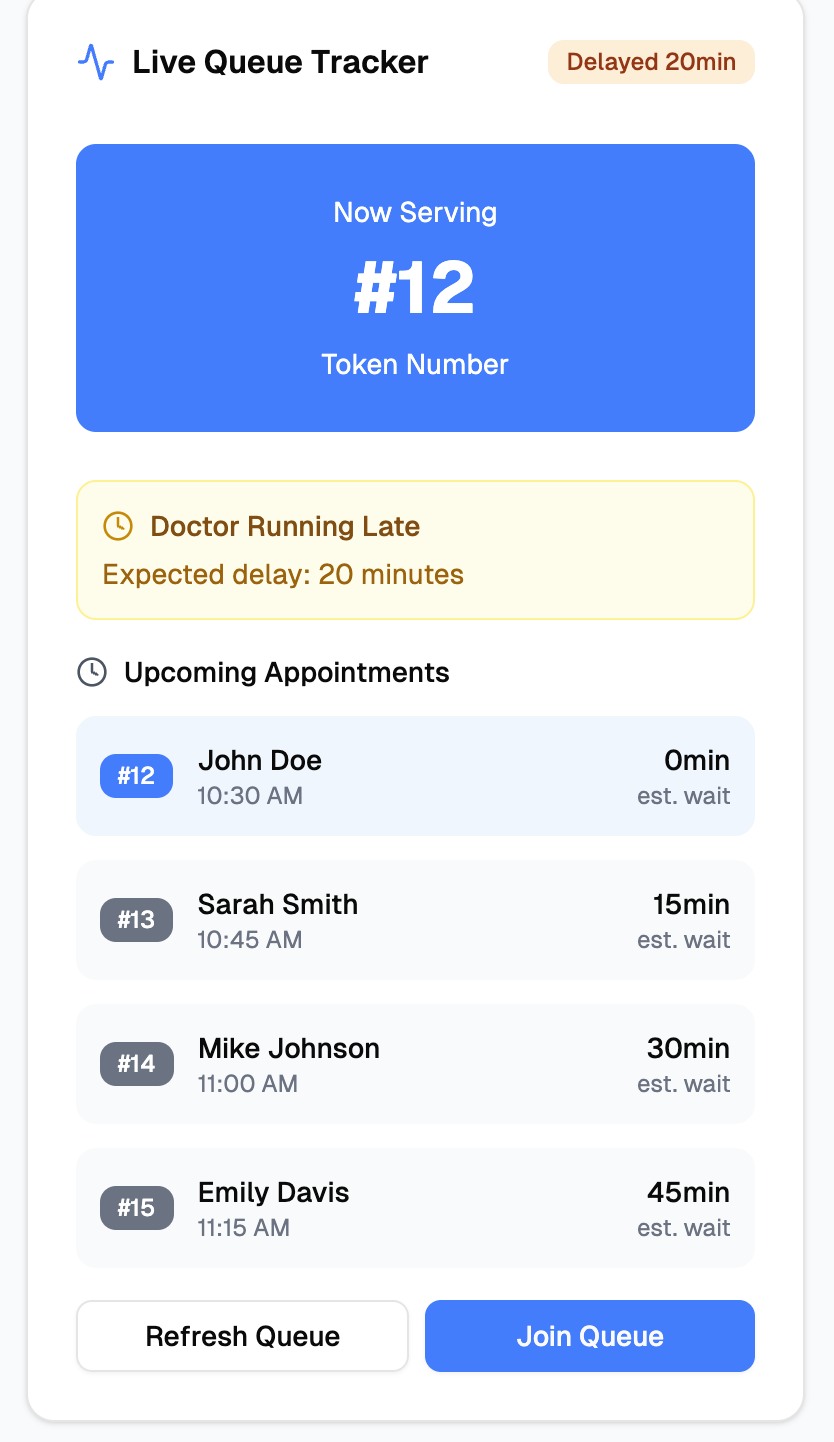 Live Queue Tracker
Delayed 20min
Now Serving
#12
Token Number
Doctor Running Late
Expected delay: 20 minutes
Upcoming Appointments
#12
John Doe
10:30 AM
0min
est. wait
#13
Sarah Smith
10:45 AM
15min
est. wait
#14
Mike Johnson
11:00 AM
30min
est. wait
#15
Emily Davis
11:15 AM
45min
est. wait
Refresh Queue
Join Queue